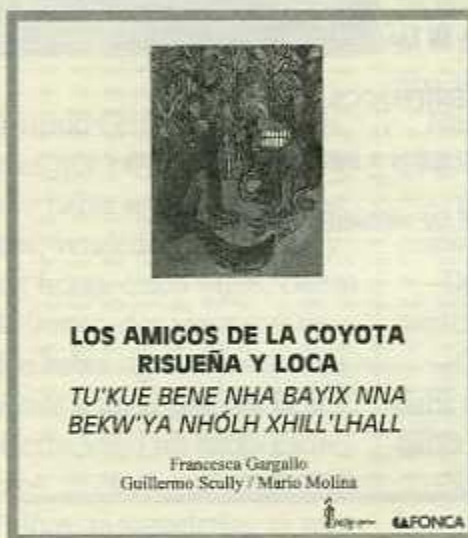 LOS AMIGOS DE LA COYOTA
RISUEÑA Y LOCA
TU'KUE BENE NHA BAYIX NNA
BEKW'YA NHÓLH XHILL'LHALL
Francesca Gargallo
Guillermo Scully / Mario Molina
FONCA